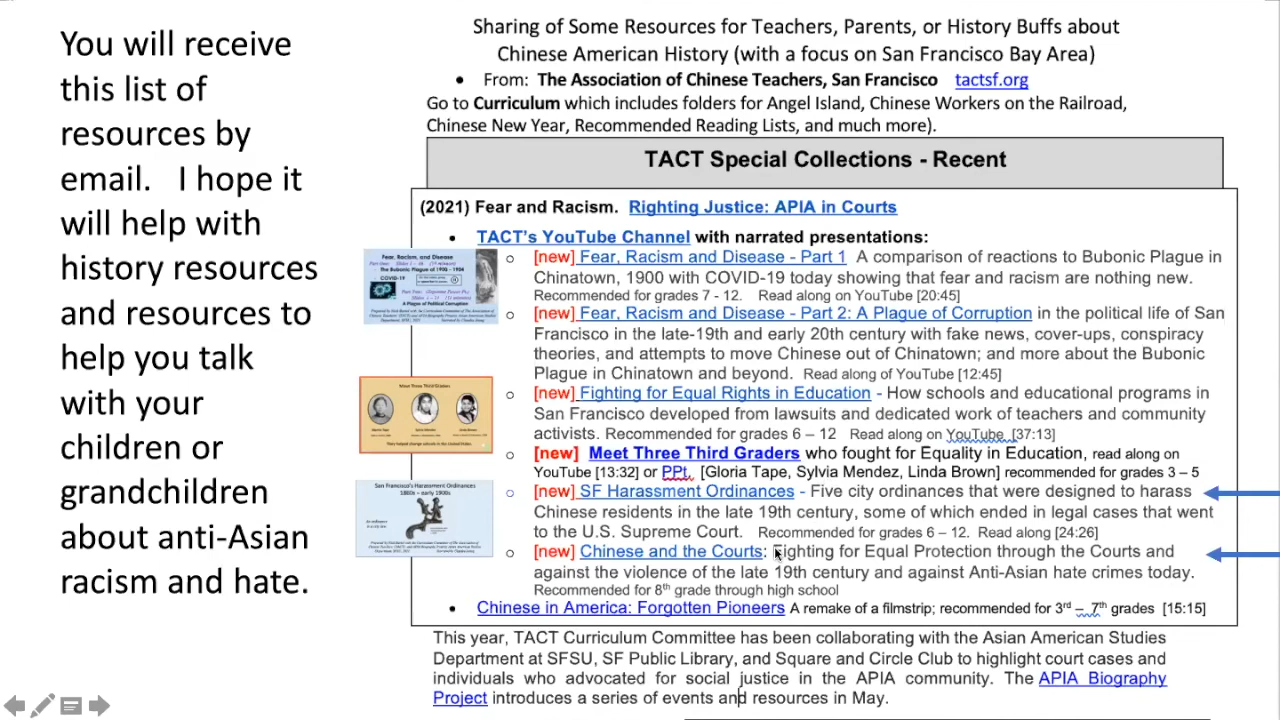 You will receive
this list of
resources by
email. I hope it
will help with
history resources
and resources to
help you talk
with your
children or
grandchildren
about anti-Asian
racism and hate.
Sharing of Some Resources for Teachers, Parents, or History Buffs about
Chinese American History (with a focus on San Francisco Bay Area)
• From: The Association of Chinese Teachers, San Francisco tactsf.org
Go to Curriculum which includes folders for Angel Island, Chinese Workers on the Railroad,
Chinese New Year, Recommended Reading Lists, and much more).
TACT Special Collections - Recent
(2021) Fear and Racism. Righting Justice: APIA in Courts
• TACT's YouTube Channel with narrated presentations:
Fear, Racism, and Disease
The Bubonic Plague of 1900 - 1904
COVID-19
A Plague of Political Corruption
o [new] Fear, Racism and Disease - Part 1 A comparison of reactions to Bubonic Plague in
Chinatown, 1900 with COVID-19 today showing that fear and racism are nothing new.
Recommended for grades 7 - 12. Read along on YouTube [20:45]
o [new] Fear, Racism and Disease - Part 2: A Plague of Corruption in the political life of San
Francisco in the late-19th and early 20th century with fake news, cover-ups, conspiracy
theories, and attempts to move Chinese out of Chinatown; and more about the Bubonic
Plague in Chinatown and beyond. Read along of YouTube [12:45]
Meet Three Third Graders
o [new] Fighting for Equal Rights in Education - How schools and educational programs in
San Francisco developed from lawsuits and dedicated work of teachers and community
activists. Recommended for grades 6 – 12 Read along on YouTube [37:13]
o [new] Meet Three Third Graders who fought for Equality in Education, read along on
YouTube [13:32] or PPt, [Gloria Tape, Sylvia Mendez, Linda Brown] recommended for grades 3 – 5
San Francisco's Harassment Ordinances
1860s – early 1900s
o [new] SF Harassment Ordinances - Five city ordinances that were designed to harass
Chinese residents in the late 19th century, some of which ended in legal cases that went
to the U.S. Supreme Court. Recommended for grades 6 – 12. Read along [24:26]
o [new] Chinese and the Courts: Fighting for Equal Protection through the Courts and
against the violence of the late 19th century and against Anti-Asian hate crimes today.
Recommended for 8th grade through high school
• Chinese in America: Forgotten Pioneers A remake of a filmstrip; recommended for 3rd – 7th grades [15:15]
This year, TACT Curriculum Committee has been collaborating with the Asian American Studies
Department at SFSU, SF Public Library, and Square and Circle Club to highlight court cases and
individuals who advocated for social justice in the APIA community. The APIA Biography
Project introduces a series of events and resources in May.